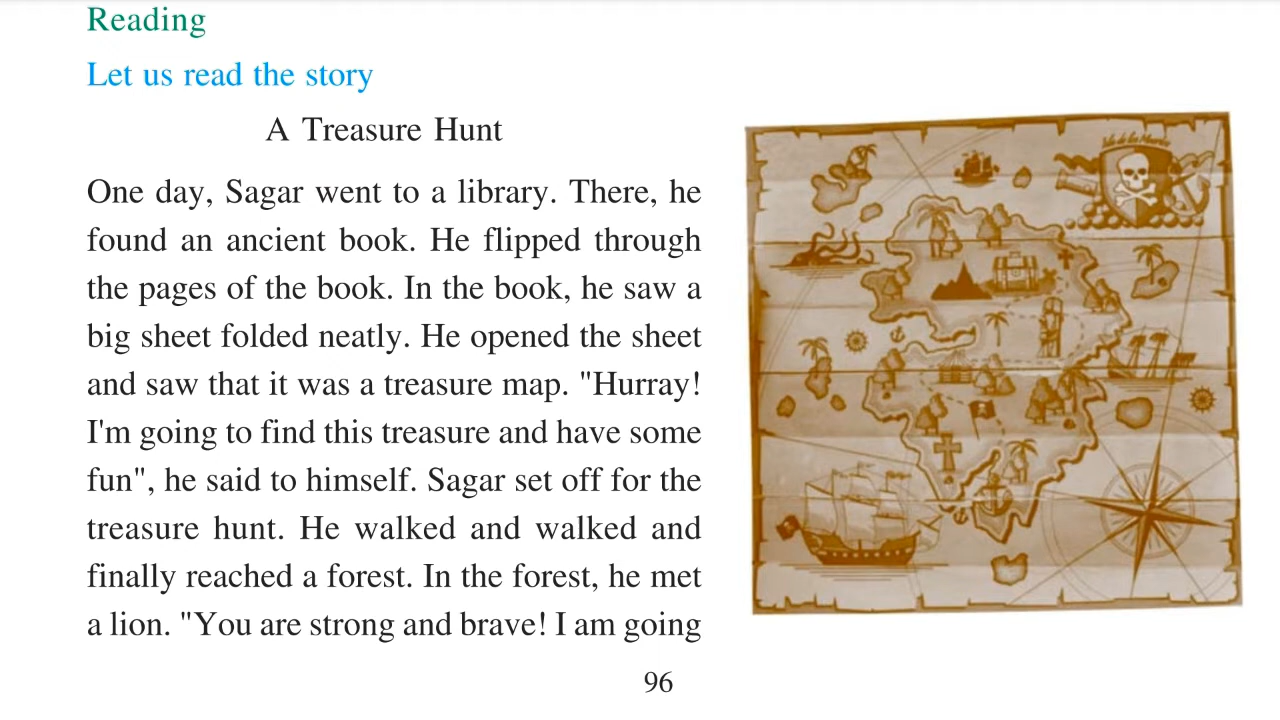 Reading
Let us read the story
A Treasure Hunt
One day, Sagar went to a library. There, he
found an ancient book. He flipped through
the pages of the book. In the book, he saw a
big sheet folded neatly. He opened the sheet
and saw that it was a treasure map. "Hurray!
I'm going to find this treasure and have some
fun", he said to himself. Sagar set off for the
treasure hunt. He walked and walked and
finally reached a forest. In the forest, he met
a lion. "You are strong and brave! I am going
96